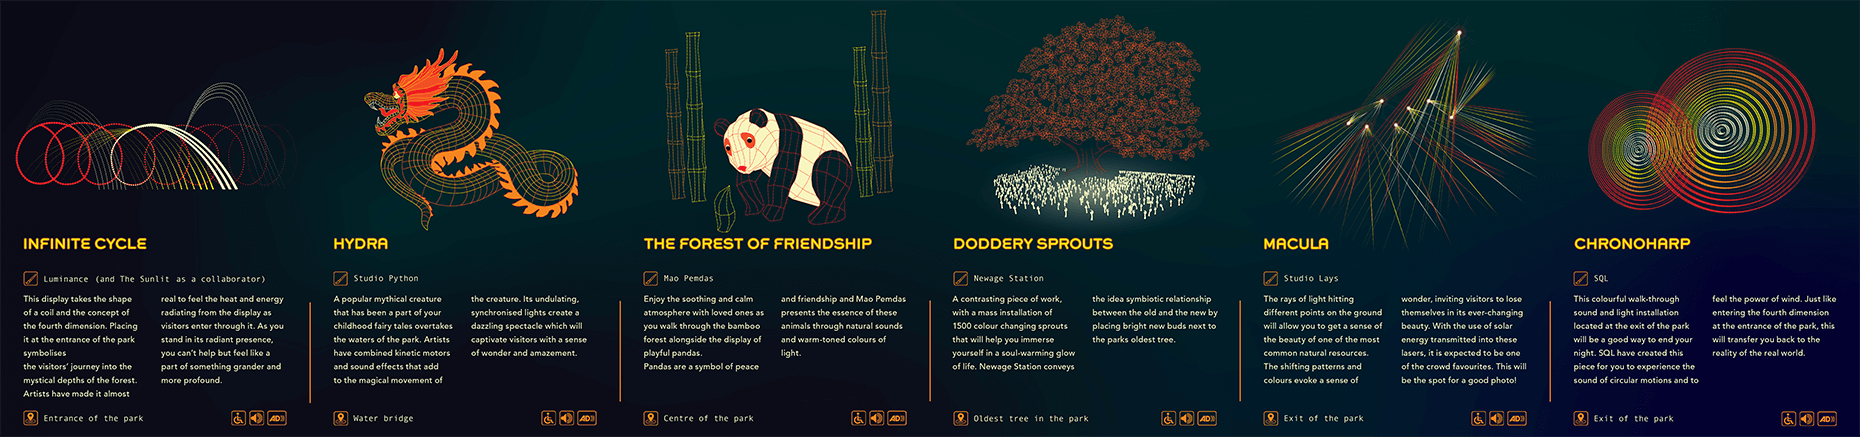 INFINITE CYCLE
Luminance (and The Sunlit as a collaborator)
This display takes the shape
of a coil and the concept of
the fourth dimension. Placing
it at the entrance of the park
symbolises
the visitors' journey into the
mystical depths of the forest.
Artists have made it almost
real to feel the heat and energy
radiating from the display as
visitors enter through it. As you
stand in its radiant presence,
you can't help but feel like a
part of something grander and
more profound.
Entrance of the park
AD
HYDRA
Studio Python
A popular mythical creature
that has been a part of your
childhood fairy tales overtakes
the waters of the park. Artists
have combined kinetic motors
and sound effects that add
to the magical movement of
the creature. Its undulating,
synchronised lights create a
dazzling spectacle which will
captivate visitors with a sense
of wonder and amazement.
Water bridge
AD
THE FOREST OF FRIENDSHIP
Mao Pemdas
Enjoy the soothing and calm
atmosphere with loved ones as
you walk through the bamboo
forest alongside the display of
playful pandas.
Pandas are a symbol of peace
and friendship and Mao Pemdas
presents the essence of these
animals through natural sounds
and warm-toned colours of
light.
Centre of the park
AD
DODDERY SPROUTS
Newage Station
A contrasting piece of work,
with a mass installation of
1500 colour changing sprouts
that will help you immerse
yourself in a soul-warming glow
of life. Newage Station conveys
the idea symbiotic relationship
between the old and the new by
placing bright new buds next to
the parks oldest tree.
Oldest tree in the park
AD
MACULA
Studio Lays
The rays of light hitting
different points on the ground
will allow you to get a sense of
the beauty of one of the most
common natural resources.
The shifting patterns and
colours evoke a sense of
wonder, inviting visitors to lose
themselves in its ever-changing
beauty. With the use of solar
energy transmitted into these
lasers, it is expected to be one
of the crowd favourites. This will
be the spot for a good photo!
Exit of the park
AD
CHRONOHARP
SQL
This colourful walk-through
sound and light installation
located at the exit of the park
will be a good way to end your
night. SQL have created this
piece for you to experience the
sound of circular motions and to
feel the power of wind. Just like
entering the fourth dimension
at the entrance of the park, this
will transfer you back to the
reality of the real world.
Exit of the park
AD